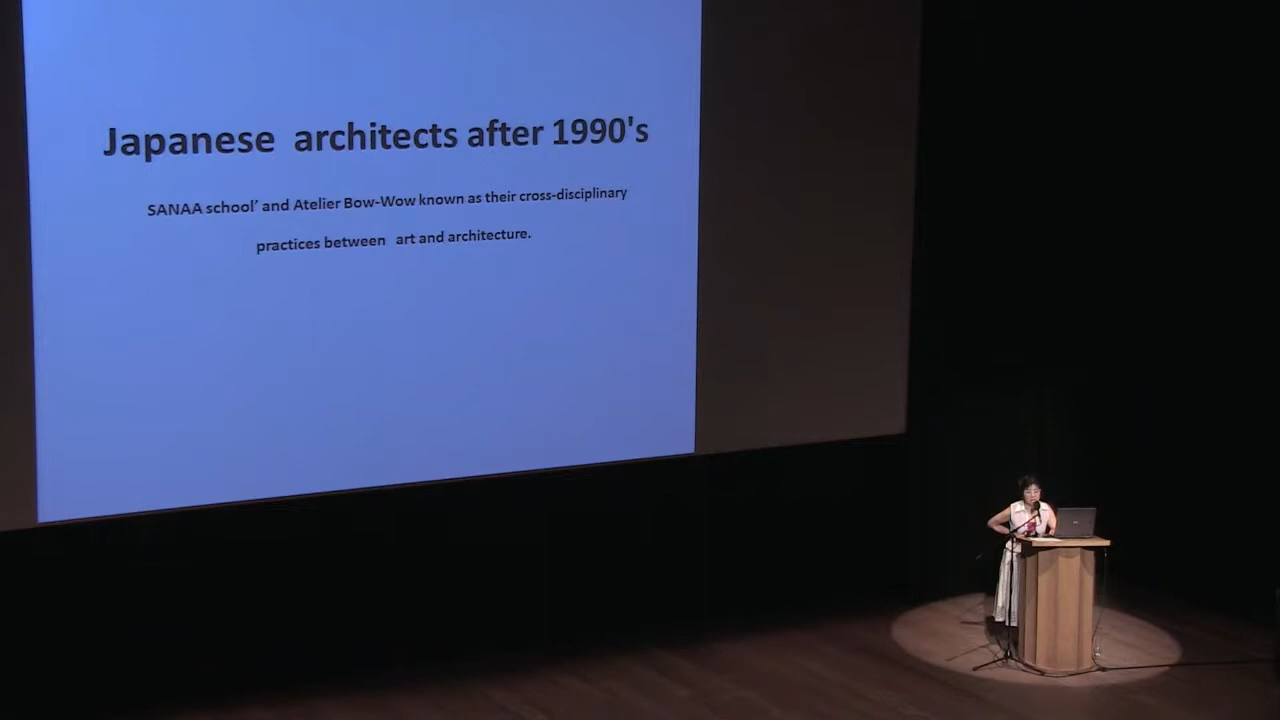 Japanese architects after 1990's
SANAA school' and Atelier Bow-Wow known as their cross-disciplinary
practices between art and architecture.